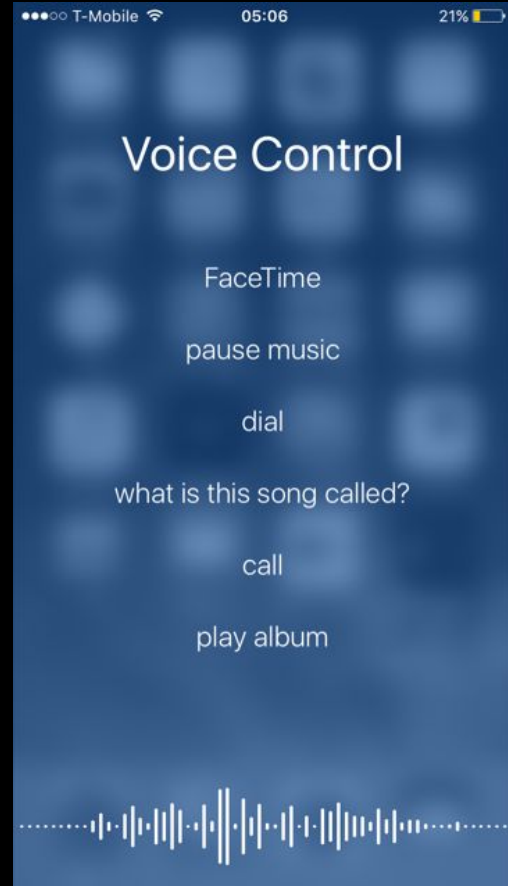 T-Mobile 05:06 21%
Voice Control
FaceTime
pause music
dial
what is this song called?
call
play album